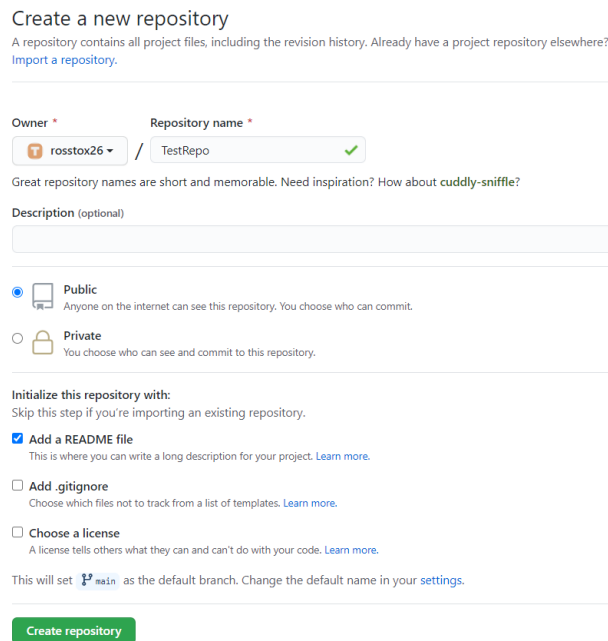 Create a new repository
A repository contains all project files, including the revision history. Already have a project repository elsewhere?
Import a repository.
Owner * Repository name *
T rosstox26 / TestRepo
Great repository names are short and memorable. Need inspiration? How about cuddly-sniffle?
Description (optional)
Public
Anyone on the internet can see this repository. You choose who can commit.
Private
You choose who can see and commit to this repository.
Initialize this repository with:
Skip this step if you're importing an existing repository.
Add a README file
This is where you can write a long description for your project. Learn more.
Add .gitignore
Choose which files not to track from a list of templates. Learn more.
Choose a license
A license tells others what they can and can't do with your code. Learn more.
This will set main as the default branch. Change the default name in your settings.
Create repository